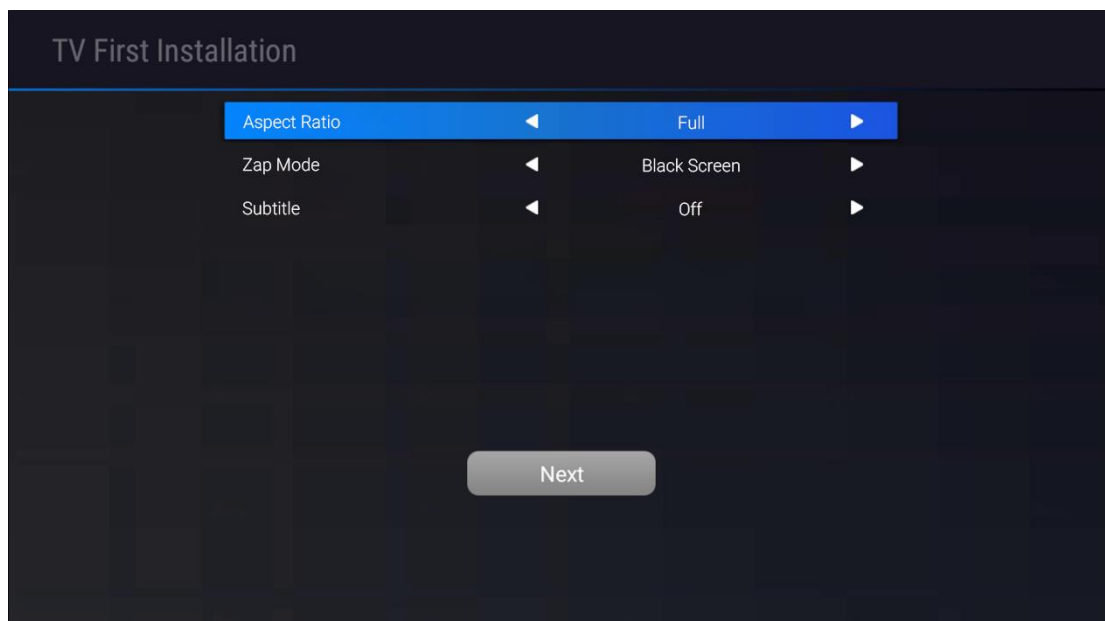 TV First Installation
Aspect Ratio Full
Zap Mode Black Screen
Subtitle Off
Next